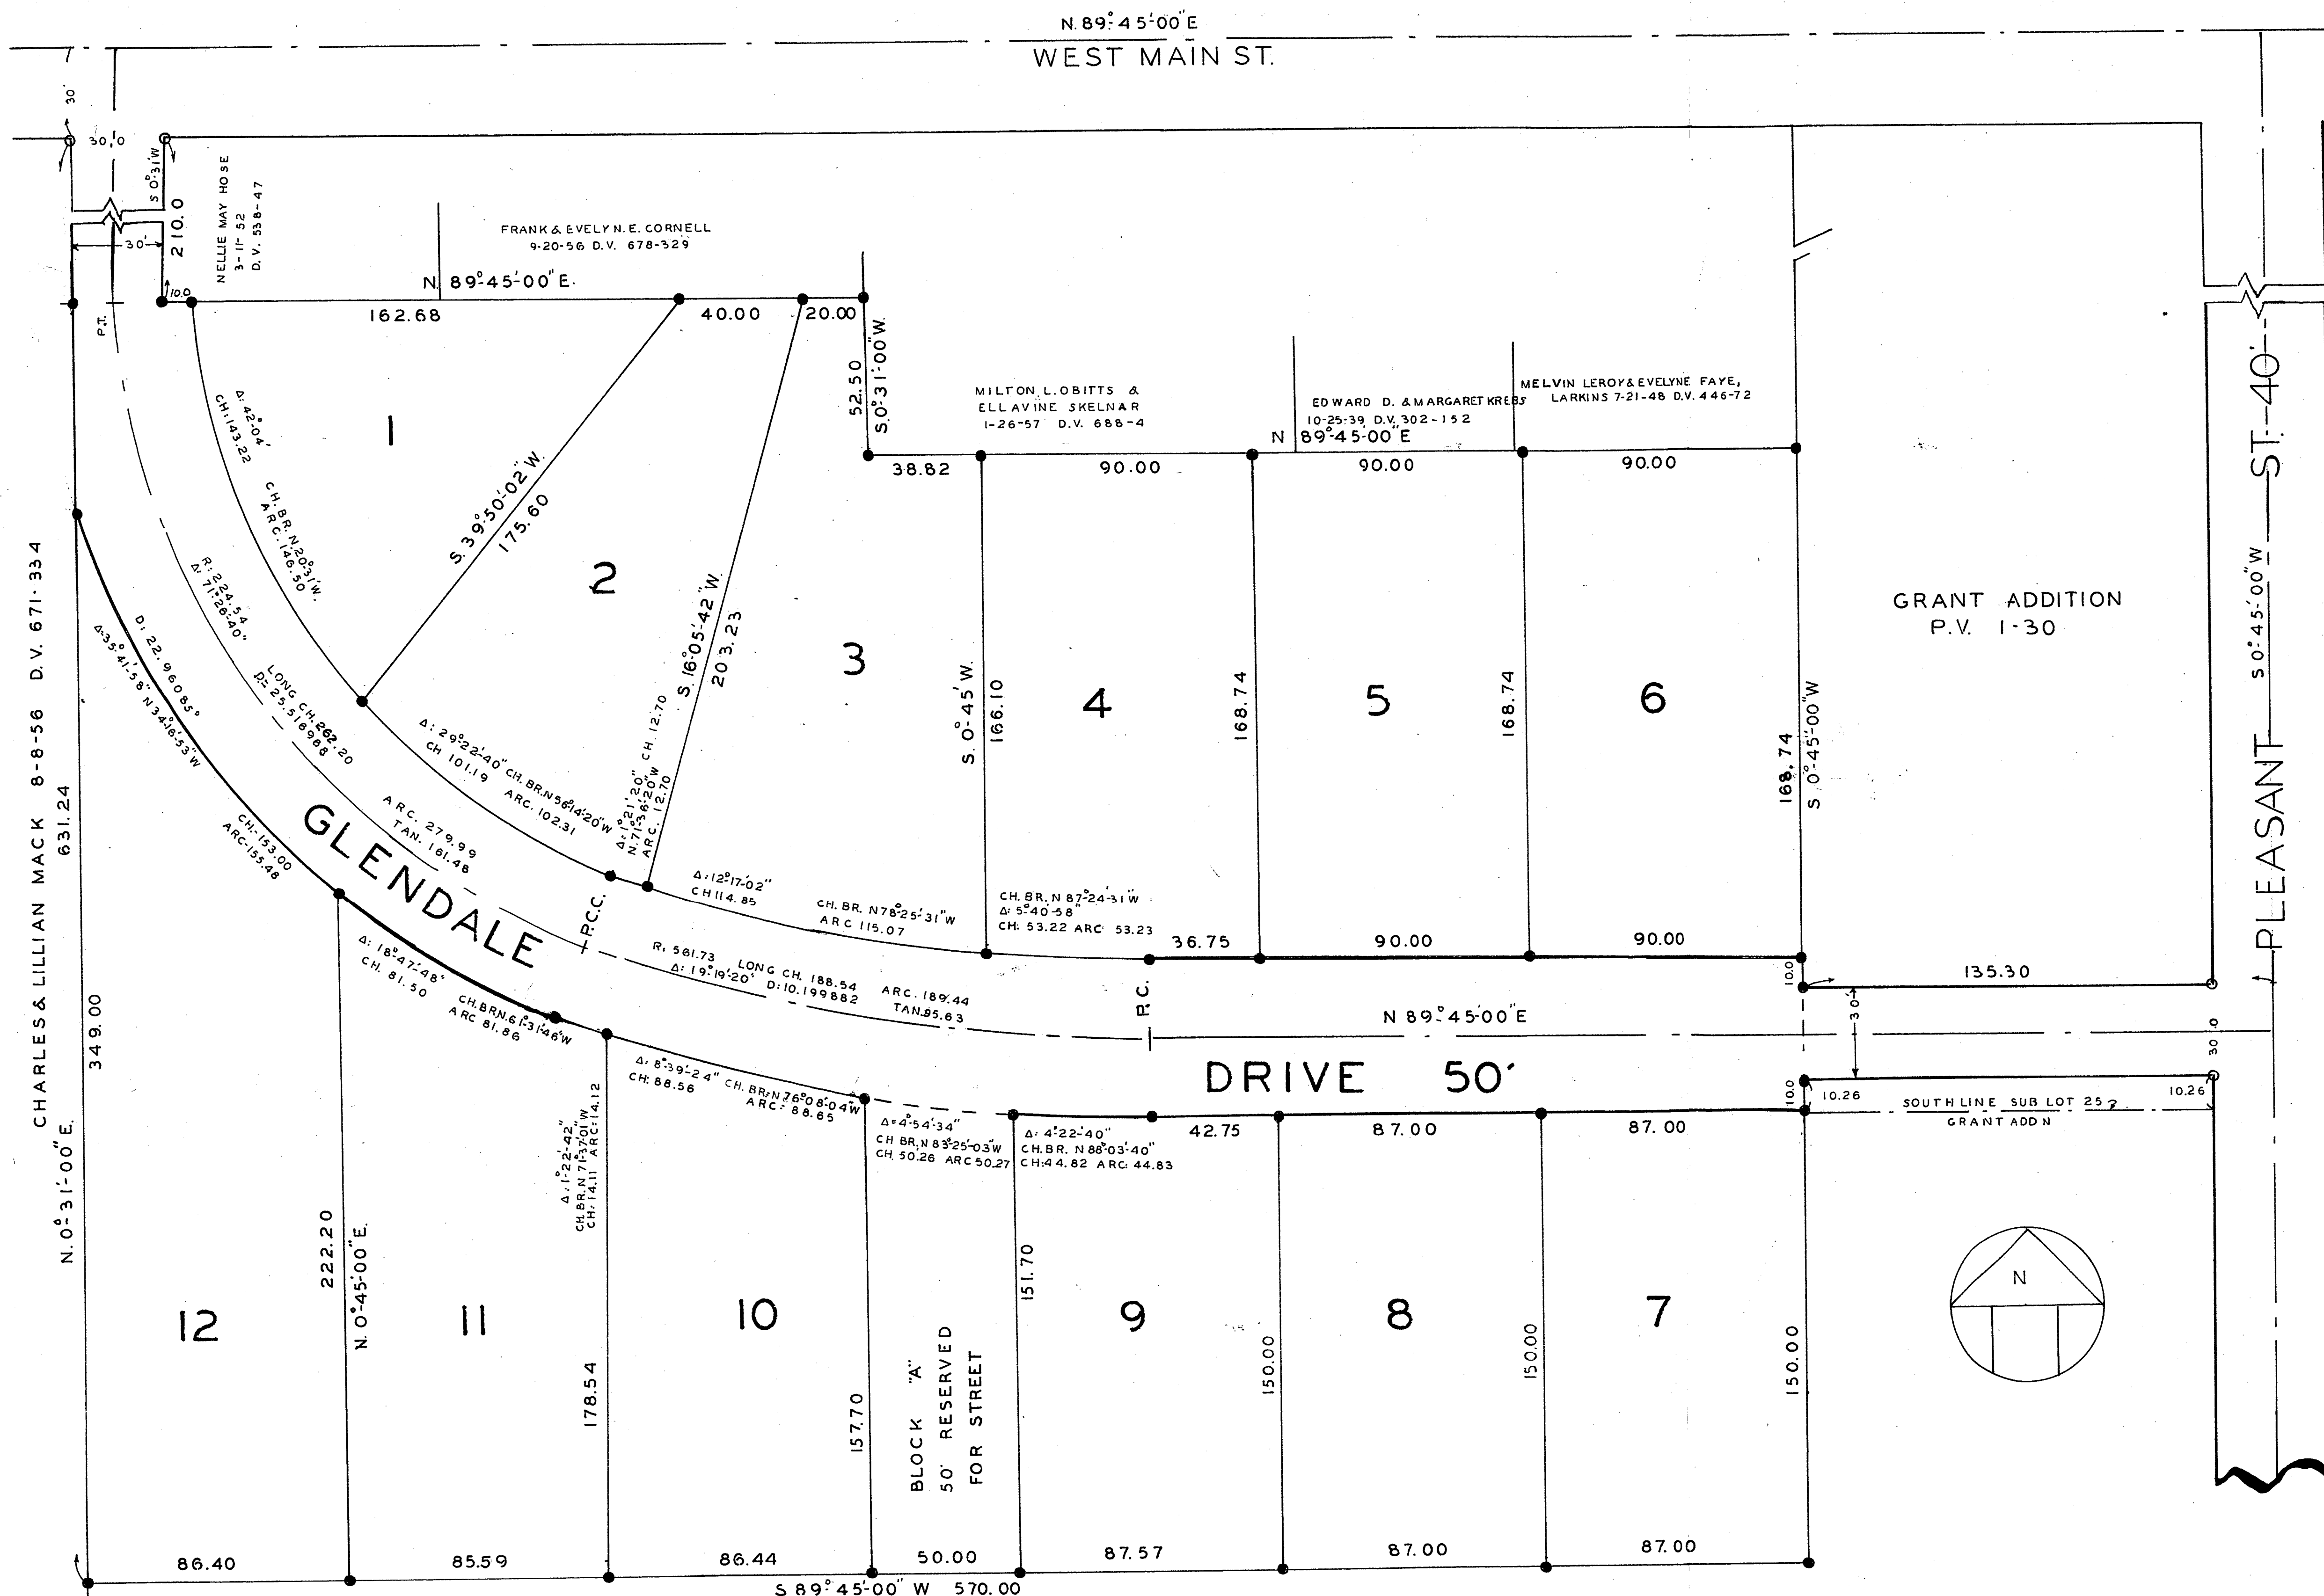 N. 89°-45'-00" E
WEST MAIN ST.
30'
30.0
S 0°-31' W
210.0
30'
10.0
P.T.
NELLIE MAY HOSE
3-11-52
D.V. 538-47
FRANK & EVELYN. E. CORNELL
9-20-56 D.V. 678-329
N. 89°-45'-00" E.
162.68
40.00
20.00
52.50
S. 0°-31'-00" W.
MILTON L. OBITTS &
ELLAVINE SKELNAR
1-26-57 D.V. 688-4
EDWARD D. & MARGARET KREBS
10-25-39 D.V. 302-152
MELVIN LEROY & EVELYNE FAYE,
LARKINS 7-21-48 D.V. 446-72
N 89°-45'-00" E
38.82
90.00
90.00
90.00
1
2
3
4
5
6
Δ: 42°-04'
CH: 143.22
CH. BR. N. 20°-31' W.
ARC. 146.50
S. 39°-50'-02" W.
175.60
S. 16°-05'-42" W.
203.23
S. 0°-45' W.
166.10
168.74
168.74
168.74
S 0°-45'-00" W
GRANT ADDITION
P.V. 1-30
S 0°-45'-00" W
PLEASANT ST. 40'
CHARLES & LILLIAN MACK 8-8-56 D.V. 671-334
631.24
N. 0°-31'-00" E.
349.00
R: 224.54
Δ: 71°-26'-40"
LONG CH. 262.20
D= 25.516988
ARC. 279.99
TAN. 161.48
D: 22.96085°
Δ-35°-41'-58" N 34°-16'-53" W
CH.-153.00
ARC-155.48
Δ: 29°-22'-40" CH. BR. N 56°-14'-20" W
CH 101.19 ARC. 102.31
Δ: 1°-21'-20" CH. 12.70
N. 71°-36'-20" W
ARC. 12.70
Δ: 12°-17'-02"
CH 114.85
CH. BR. N 78°-25'-31" W
ARC 115.07
CH. BR. N 87°-24'-31" W
Δ: 5°-40'-58"
CH: 53.22 ARC 53.23
36.75
90.00
90.00
10.0
135.30
GLENDALE
P.C.C.
P.C.
R: 561.73 LONG CH. 188.54 ARC. 189.44
Δ: 19°-19'-20" D: 10.199882 TAN. 95.63
N 89°-45'-00" E
30'
30.0
DRIVE 50'
Δ: 18°-47'-48"
CH. 81.50
CH. BR. N. 61°-31'-46" W
ARC 81.86
Δ: 8°-39'-24" CH. BR. N 76°-08'-04" W
CH: 88.56 ARC: 88.65
Δ: 1°-22'-42"
CH. BR. N 71°-37'-01" W
CH: 14.11 ARC: 14.12
Δ=4°-54'-34"
CH BR. N 83°-25'-03" W
CH. 50.26 ARC 50.27
Δ: 4°-22'-40"
CH. BR. N 88°-03'-40"
CH: 44.82 ARC: 44.83
42.75
87.00
87.00
10.0
10.26
10.26
SOUTH LINE SUB LOT 25
GRANT ADDN
222.20
N. 0°-45'-00" E.
178.54
157.70
151.70
150.00
150.00
150.00
12
11
10
9
8
7
BLOCK "A"
50' RESERVED
FOR STREET
N
86.40
85.59
86.44
50.00
87.57
87.00
87.00
S 89°-45'-00" W 570.00